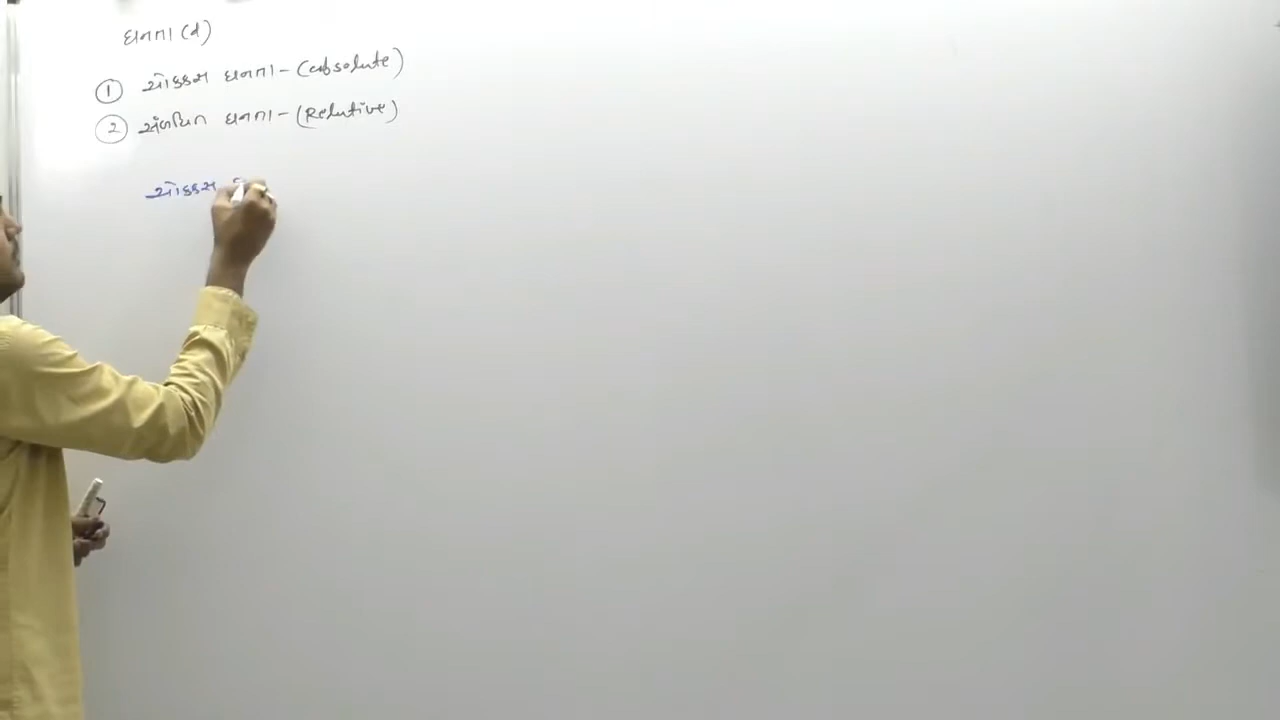 ઘનતા (d)
① ચોક્કસ ઘનતા - (absolute)
② સંબંધિત ઘનતા - (Relative)
ચોક્કસ